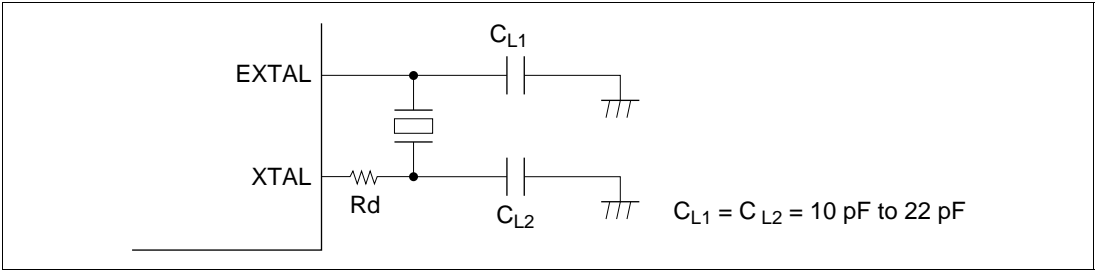 C_L1
EXTAL
XTAL
Rd
C_L2
C_L1 = C_L2 = 10 pF to 22 pF